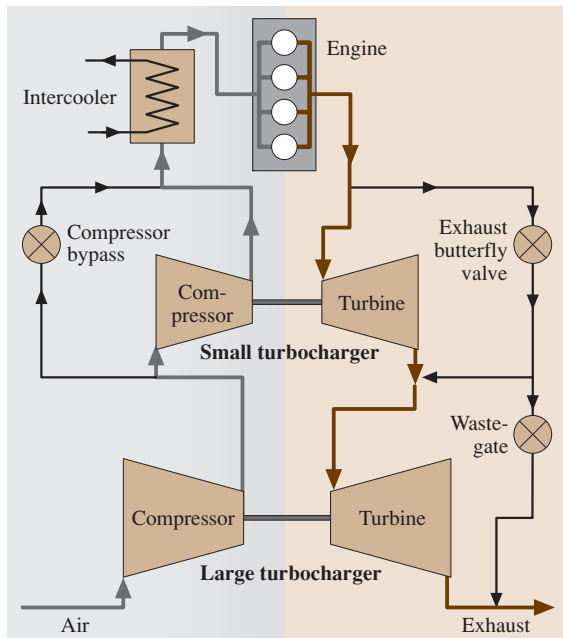 Engine
Intercooler
Compressor
bypass
Exhaust
butterfly
valve
Com-
pressor
Turbine
Small turbocharger
Waste-
gate
Compressor
Turbine
Large turbocharger
Air
Exhaust